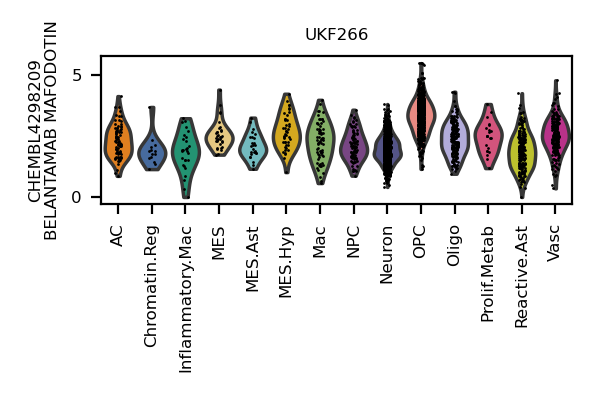 UKF266
CHEMBL4298209
BELANTAMAB MAFODOTIN
5
0
AC
Chromatin.Reg
Inflammatory.Mac
MES
MES.Ast
MES.Hyp
Mac
NPC
Neuron
OPC
Oligo
Prolif.Metab
Reactive.Ast
Vasc